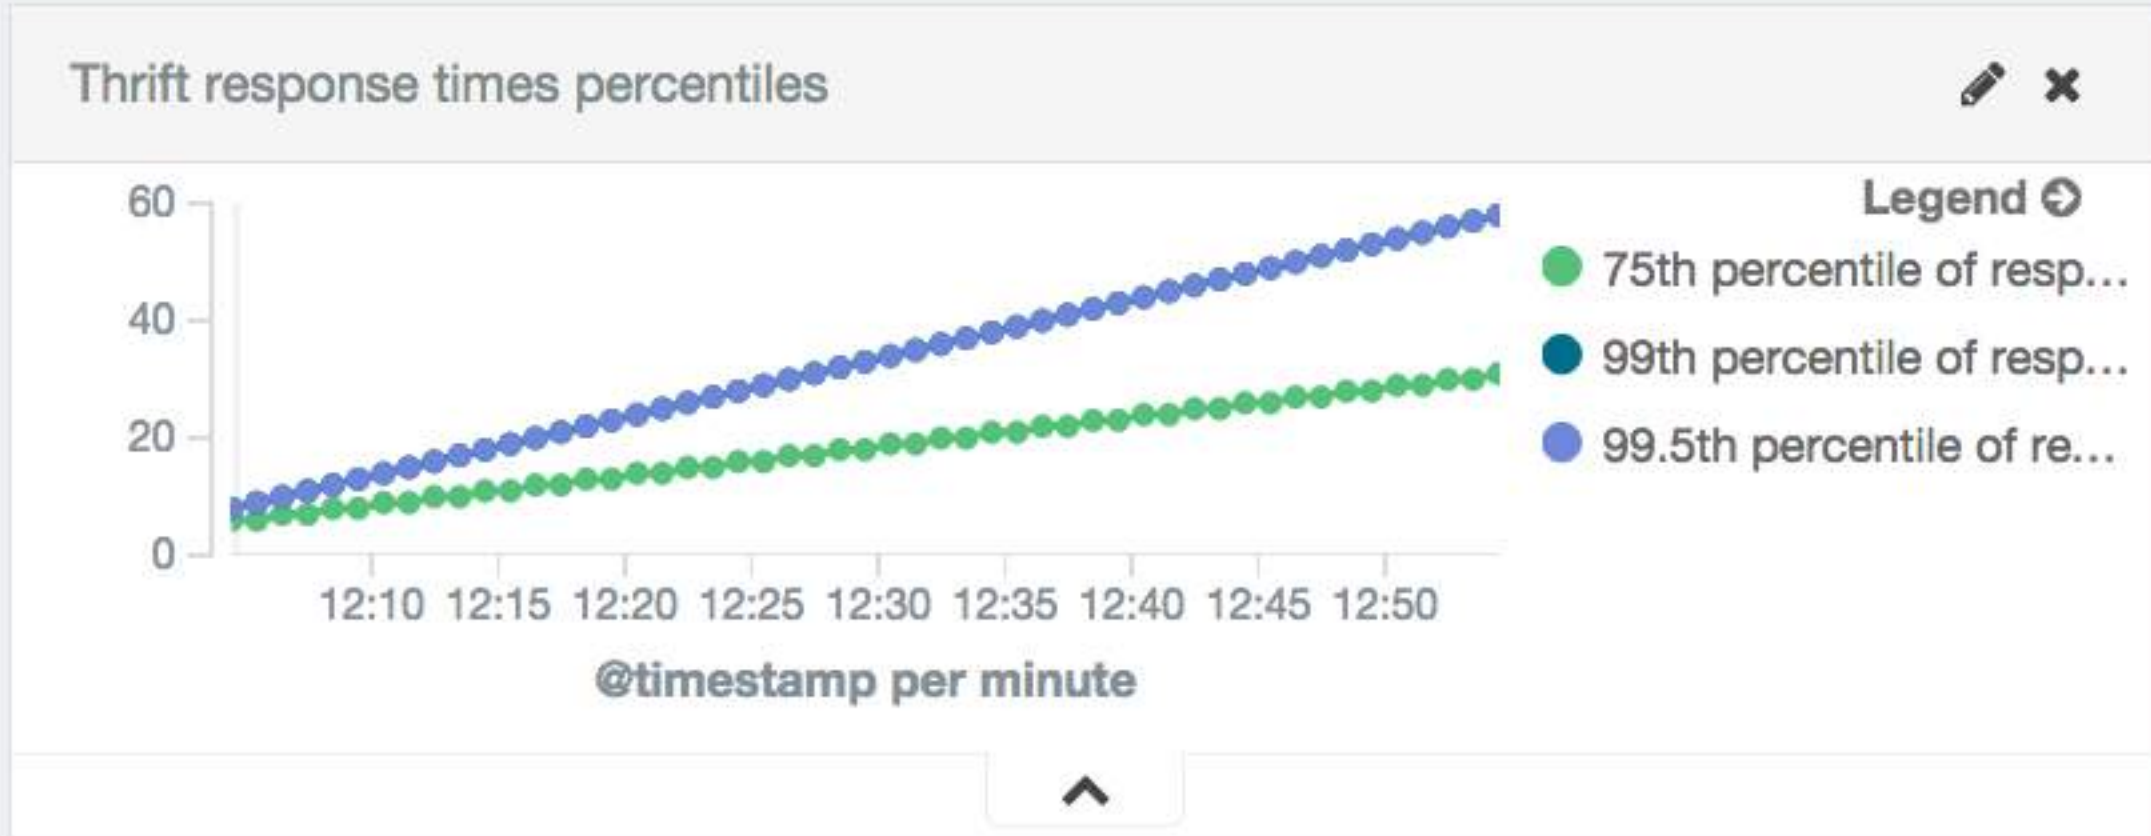 Thrift response times percentiles
Legend
60
40
20
0
75th percentile of resp...
99th percentile of resp...
99.5th percentile of re...
12:10 12:15 12:20 12:25 12:30 12:35 12:40 12:45 12:50
@timestamp per minute